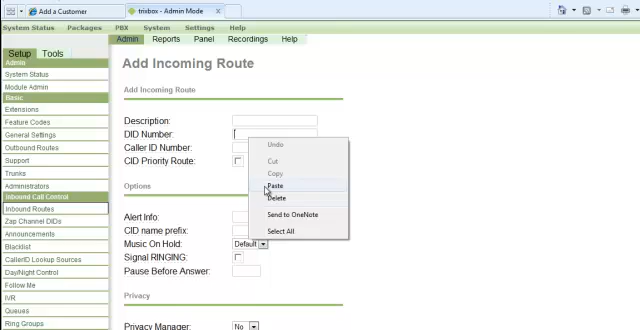 Add a Customer
trixbox - Admin Mode
System Status Packages PBX System Settings Help
Admin Reports Panel Recordings Help
Setup Tools
Admin
System Status
Module Admin
Basic
Extensions
Feature Codes
General Settings
Outbound Routes
Support
Trunks
Administrators
Inbound Call Control
Inbound Routes
Zap Channel DIDs
Announcements
Blacklist
CallerID Lookup Sources
Day/Night Control
Follow Me
IVR
Queues
Ring Groups
Add Incoming Route
Add Incoming Route
Description:
DID Number:
Caller ID Number:
CID Priority Route:
Options
Alert Info:
CID name prefix:
Music On Hold: Default
Signal RINGING:
Pause Before Answer:
Privacy
Privacy Manager: No
Undo
Cut
Copy
Paste
Delete
Send to OneNote
Select All